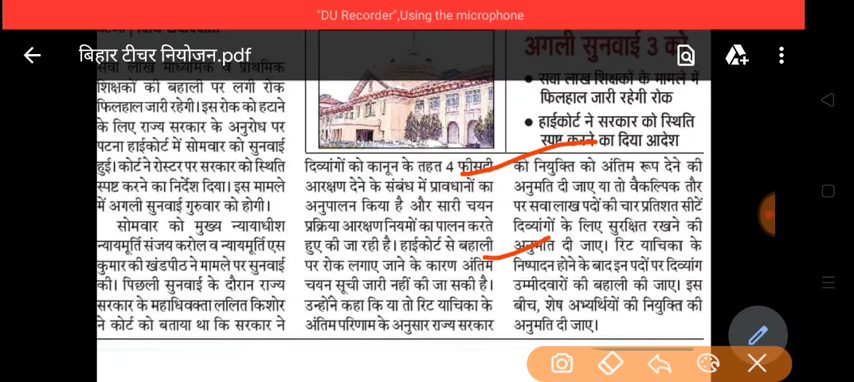 "DU Recorder",Using the microphone
बिहार टीचर नियोजन.pdf
सवा लाख माध्यमिक व प्राथमिक
शिक्षकों की बहाली पर लगी रोक
फिलहाल जारी रहेगी। इस रोक को हटाने
के लिए राज्य सरकार के अनुरोध पर
पटना हाईकोर्ट में सोमवार को सुनवाई
हुई। कोर्ट ने रोस्टर पर सरकार को स्थिति
स्पष्ट करने का निर्देश दिया। इस मामले
में अगली सुनवाई गुरुवार को होगी।
सोमवार को मुख्य न्यायाधीश
न्यायमूर्ति संजय करोल व न्यायमूर्ति एस
कुमार की खंडपीठ ने मामले पर सुनवाई
की। पिछली सुनवाई के दौरान राज्य
सरकार के महाधिवक्ता ललित किशोर
ने कोर्ट को बताया था कि सरकार ने
दिव्यांगों को कानून के तहत 4 फीसदी
आरक्षण देने के संबंध में प्रावधानों का
अनुपालन किया है और सारी चयन
प्रक्रिया आरक्षण नियमों का पालन करते
हुए की जा रही है। हाईकोर्ट से बहाली
पर रोक लगाए जाने के कारण अंतिम
चयन सूची जारी नहीं की जा सकी है।
उन्होंने कहा कि या तो रिट याचिका के
अंतिम परिणाम के अनुसार राज्य सरकार
अगली सुनवाई 3 को
सवा लाख शिक्षकों के मामले में
फिलहाल जारी रहेगी रोक
हाईकोर्ट ने सरकार को स्थिति
स्पष्ट करने का दिया आदेश
को नियुक्ति को अंतिम रूप देने की
अनुमति दी जाए या तो वैकल्पिक तौर
पर सवा लाख पदों की चार प्रतिशत सीटें
दिव्यांगों के लिए सुरक्षित रखने की
अनुमति दी जाए। रिट याचिका के
निष्पादन होने के बाद इन पदों पर दिव्यांग
उम्मीदवारों की बहाली की जाए। इस
बीच, शेष अभ्यर्थियों की नियुक्ति की
अनुमति दी जाए।